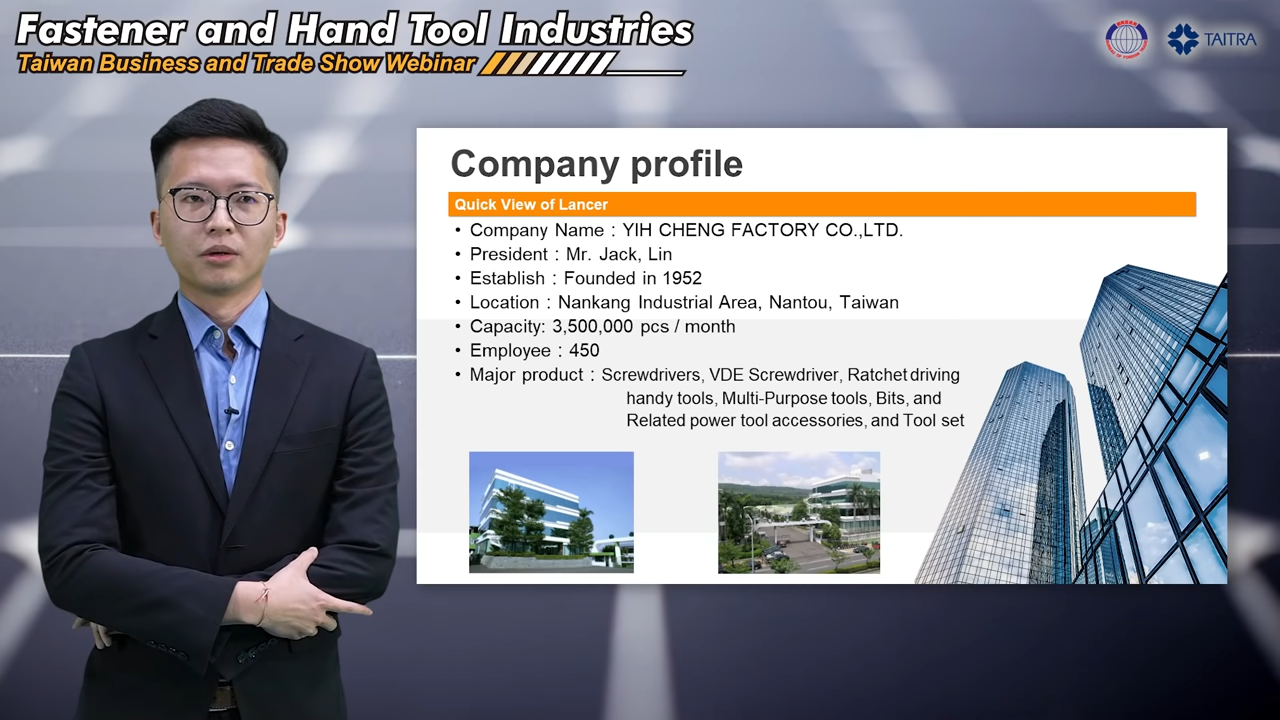 Fastener and Hand Tool Industries
Taiwan Business and Trade Show Webinar
TAITRA
Company profile
Quick View of Lancer
• Company Name : YIH CHENG FACTORY CO.,LTD.
• President : Mr. Jack, Lin
• Establish : Founded in 1952
• Location : Nankang Industrial Area, Nantou, Taiwan
• Capacity: 3,500,000 pcs / month
• Employee : 450
• Major product : Screwdrivers, VDE Screwdriver, Ratchet driving
handy tools, Multi-Purpose tools, Bits, and
Related power tool accessories, and Tool set